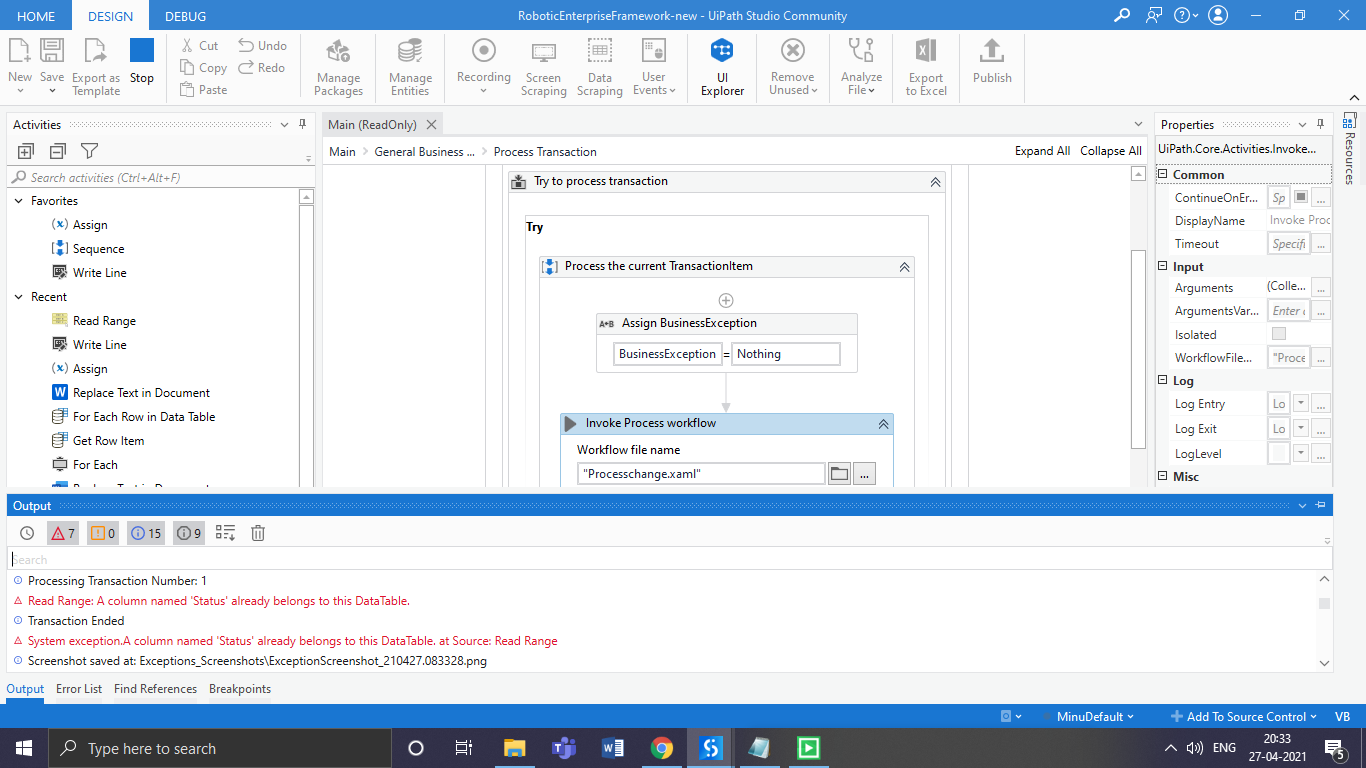 HOME DESIGN DEBUG RoboticEnterpriseFramework-new - UiPath Studio Community
New Save Export as Template Stop Cut Copy Paste Undo Redo Manage Packages Manage Entities Recording Screen Scraping Data Scraping User Events UI Explorer Remove Unused Analyze File Export to Excel Publish
Activities
Search activities (Ctrl+Alt+F)
Favorites
Assign
Sequence
Write Line
Recent
Read Range
Write Line
Assign
Replace Text in Document
For Each Row in Data Table
Get Row Item
For Each
Replace Text in Document
Main (ReadOnly)
Main > General Business ... > Process Transaction Expand All Collapse All
Try to process transaction
Try
Process the current TransactionItem
A*B Assign BusinessException
BusinessException = Nothing
Invoke Process workflow
Workflow file name
"Processchange.xaml" ...
Properties
UiPath.Core.Activities.Invoke...
Common
ContinueOnEr... Sp ...
DisplayName Invoke Proc
Timeout Specifi ...
Input
Arguments (Colle... ...
ArgumentsVar... Enter ...
Isolated
WorkflowFile... "Proce ...
Log
Log Entry Lo ...
Log Exit Lo ...
LogLevel ...
Misc
Resources
Output
7 0 15 9
Search
Processing Transaction Number: 1
Read Range: A column named 'Status' already belongs to this DataTable.
Transaction Ended
System exception.A column named 'Status' already belongs to this DataTable. at Source: Read Range
Screenshot saved at: Exceptions_Screenshots\ExceptionScreenshot_210427.083328.png
Output Error List Find References Breakpoints
MinuDefault Add To Source Control VB
Type here to search
ENG 20:33
27-04-2021
5